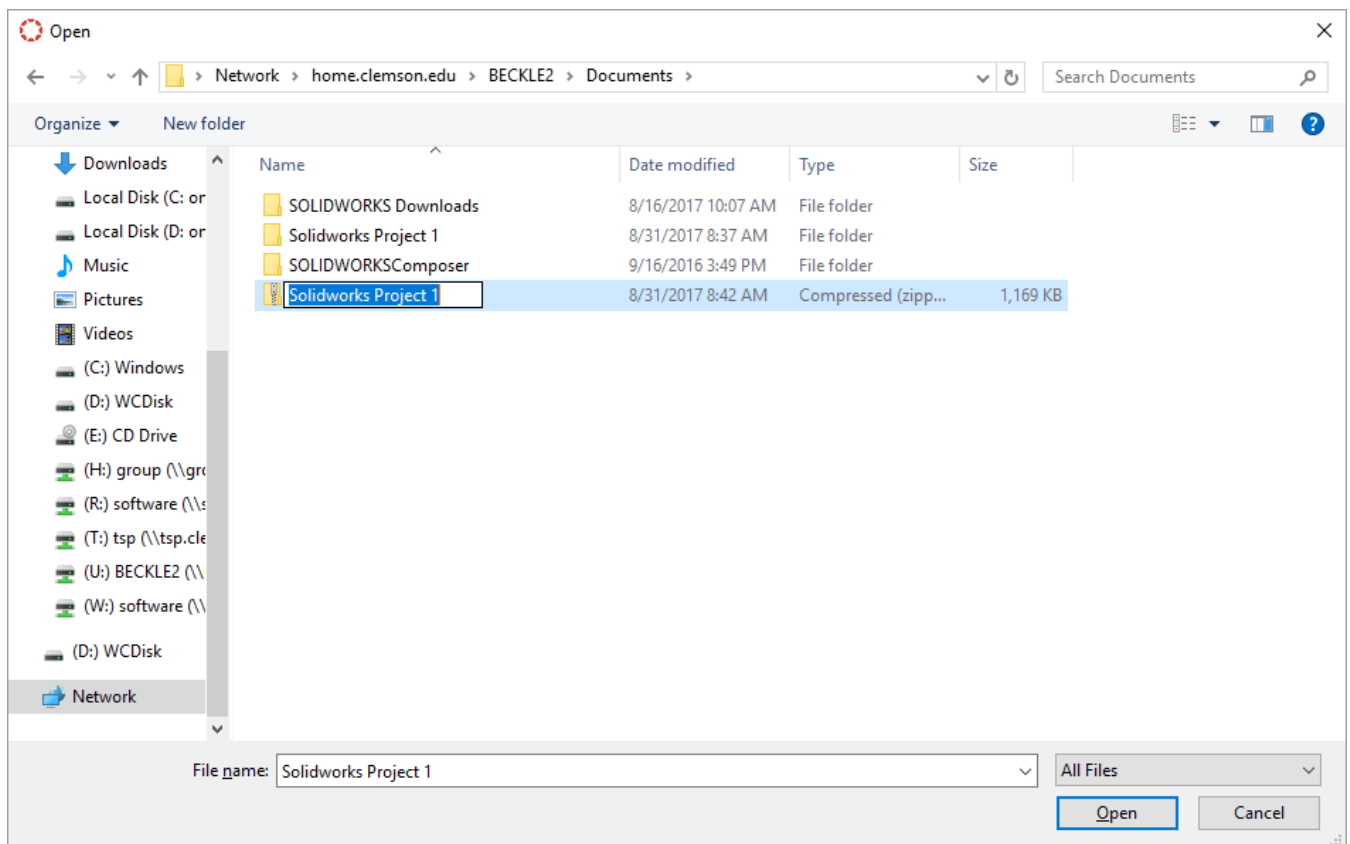 Open
Network > home.clemson.edu > BECKLE2 > Documents > Search Documents
Organize New folder
Downloads
Local Disk (C: or
Local Disk (D: or
Music
Pictures
Videos
(C:) Windows
(D:) WCDisk
(E:) CD Drive
(H:) group (\\gro
(R:) software (\\s
(T:) tsp (\\tsp.cle
(U:) BECKLE2 (\\
(W:) software (\\
(D:) WCDisk
Network
Name Date modified Type Size
SOLIDWORKS Downloads 8/16/2017 10:07 AM File folder
Solidworks Project 1 8/31/2017 8:37 AM File folder
SOLIDWORKSComposer 9/16/2016 3:49 PM File folder
Solidworks Project 1 8/31/2017 8:42 AM Compressed (zipp... 1,169 KB
File name: Solidworks Project 1 All Files
Open Cancel